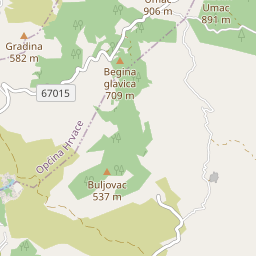 Umac
906 m
Umac
891 m
Gradina
582 m
Begina
glavica
709 m
67015
Općina Hrvace
Buljovac
537 m